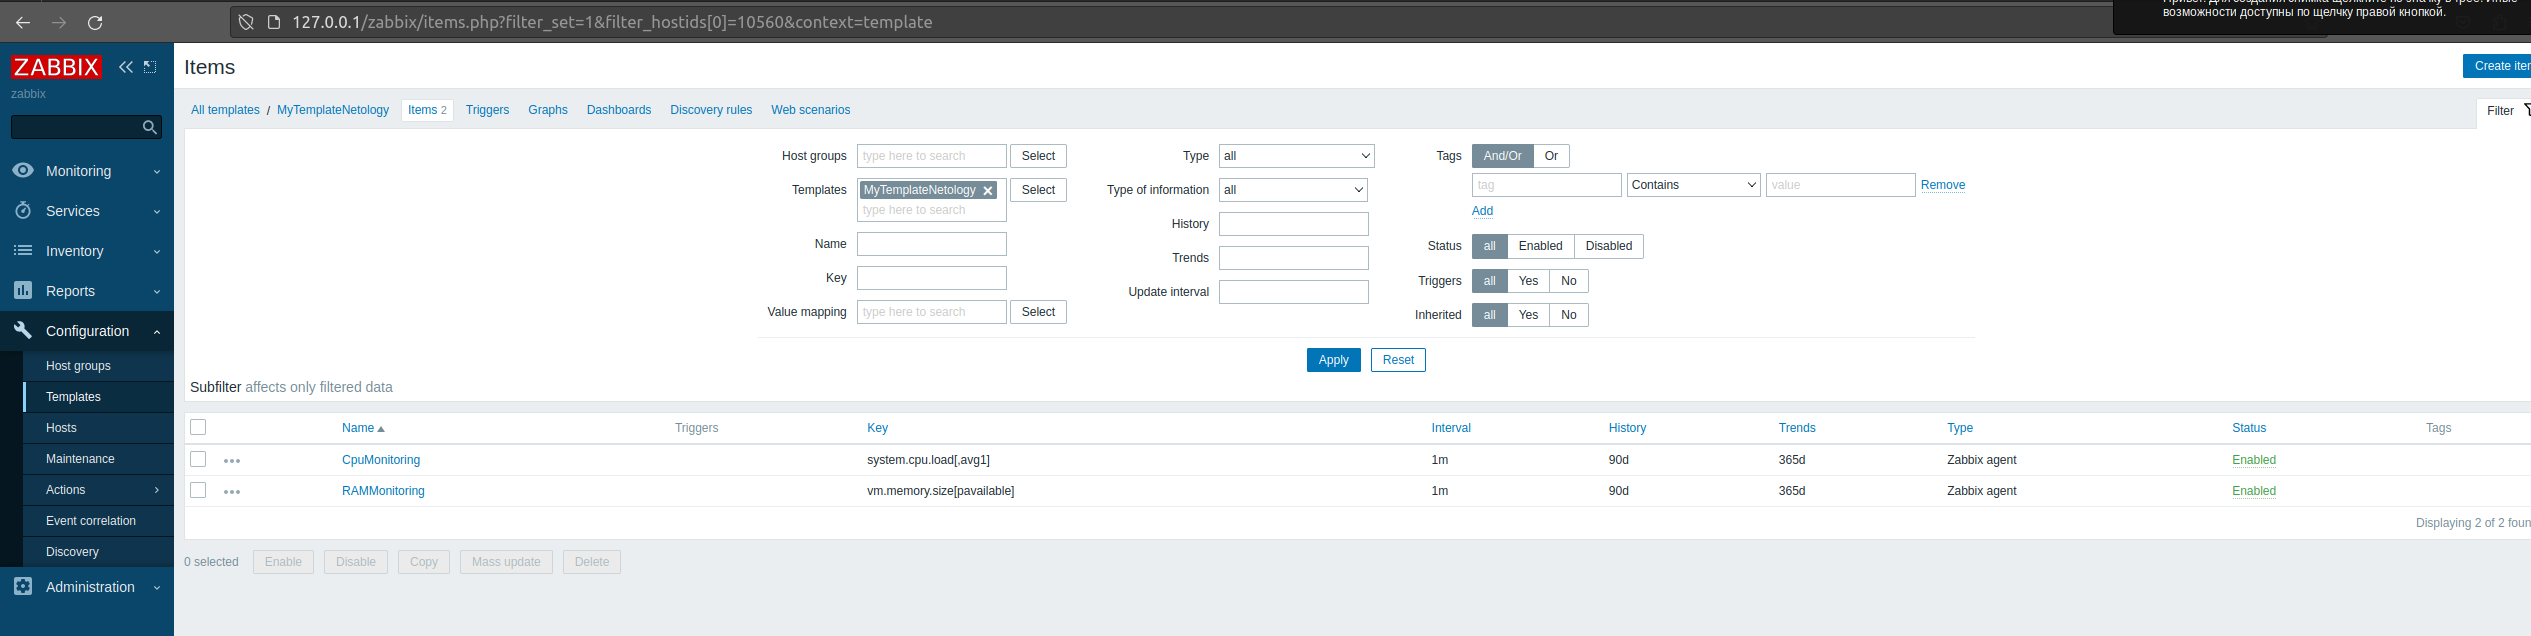 127.0.0.1/zabbix/items.php?filter_set=1&filter_hostids[0]=10560&context=template
возможности доступны по щелчку правой кнопкой.
ZABBIX
zabbix
Monitoring
Services
Inventory
Reports
Configuration
Host groups
Templates
Hosts
Maintenance
Actions
Event correlation
Discovery
Administration
Items
Create iter
All templates / MyTemplateNetology Items 2 Triggers Graphs Dashboards Discovery rules Web scenarios
Filter
Host groups type here to search Select
Templates MyTemplateNetology Select
type here to search
Name
Key
Value mapping type here to search Select
Type all
Type of information all
History
Trends
Update interval
Tags And/Or Or
tag Contains value Remove
Add
Status all Enabled Disabled
Triggers all Yes No
Inherited all Yes No
Apply Reset
Subfilter affects only filtered data
Name Triggers Key Interval History Trends Type Status Tags
CpuMonitoring system.cpu.load[,avg1] 1m 90d 365d Zabbix agent Enabled
RAMMonitoring vm.memory.size[pavailable] 1m 90d 365d Zabbix agent Enabled
Displaying 2 of 2 foun
0 selected Enable Disable Copy Mass update Delete